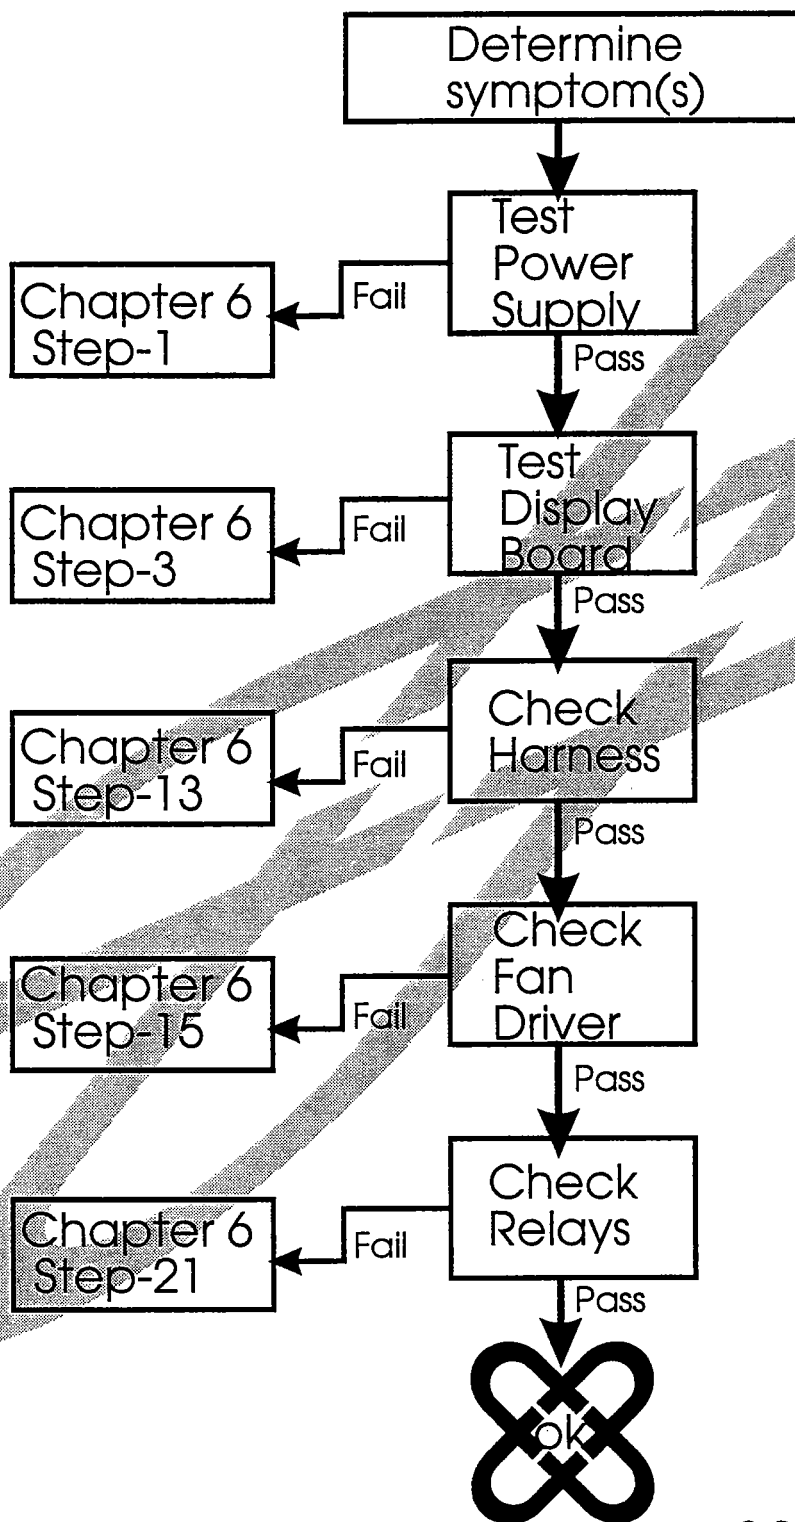 Determine
symptom(s)
Test
Power
Supply
Fail
Chapter 6
Step-1
Pass
Test
Display
Board
Fail
Chapter 6
Step-3
Pass
Check
Harness
Fail
Chapter 6
Step-13
Pass
Check
Fan
Driver
Fail
Chapter 6
Step-15
Pass
Check
Relays
Fail
Chapter 6
Step-21
Pass
ok